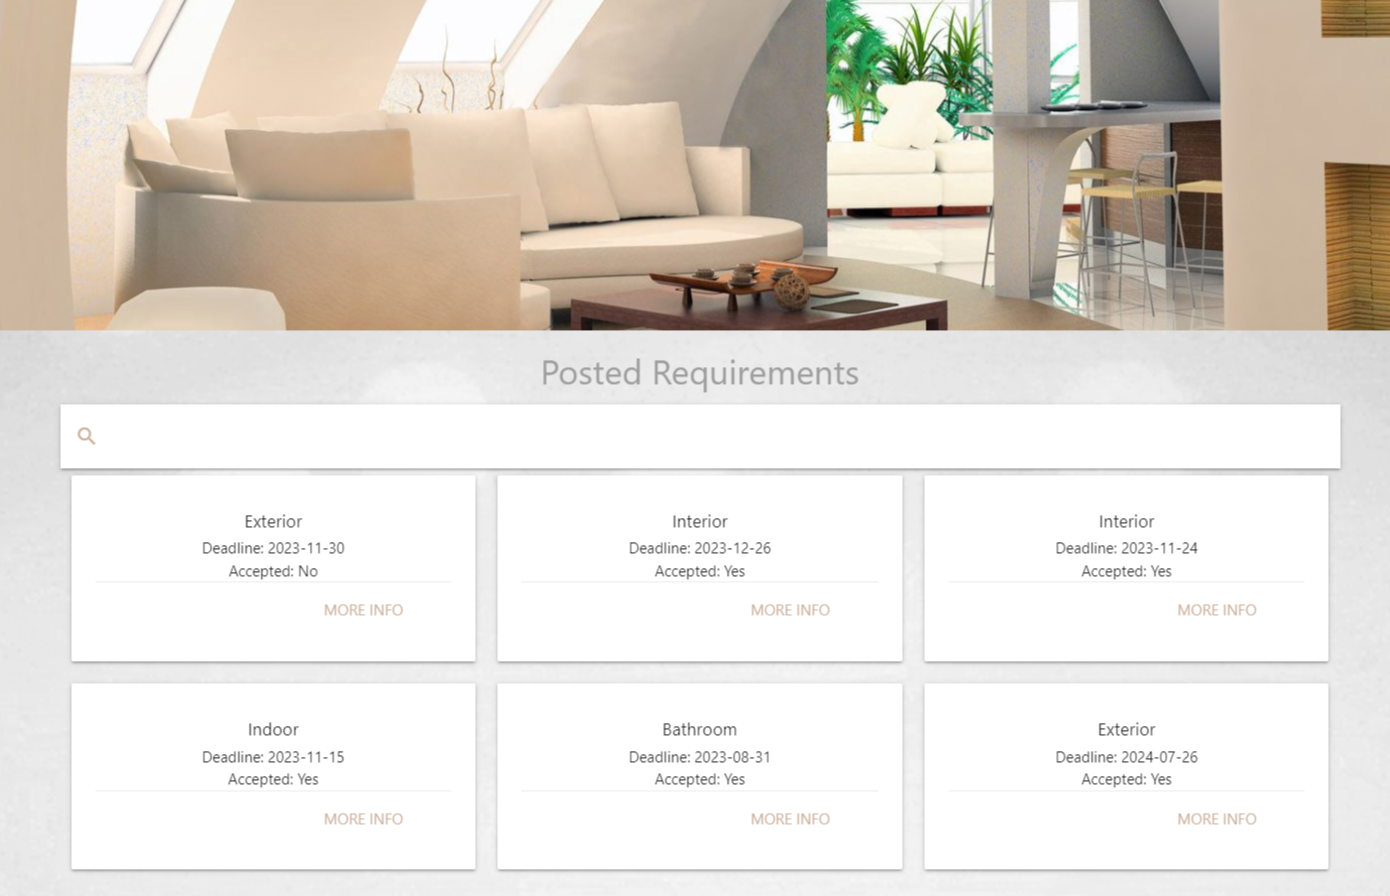 Posted Requirements
Exterior
Deadline: 2023-11-30
Accepted: No
MORE INFO
Interior
Deadline: 2023-12-26
Accepted: Yes
MORE INFO
Interior
Deadline: 2023-11-24
Accepted: Yes
MORE INFO
Indoor
Deadline: 2023-11-15
Accepted: Yes
MORE INFO
Bathroom
Deadline: 2023-08-31
Accepted: Yes
MORE INFO
Exterior
Deadline: 2024-07-26
Accepted: Yes
MORE INFO